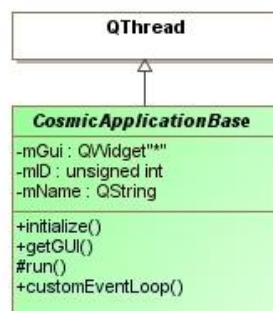 QThread
CosmicApplicationBase
-mGui : QWidget"*"
-mID : unsigned int
-mName : QString
+initialize()
+getGUI()
#run()
+customEventLoop()